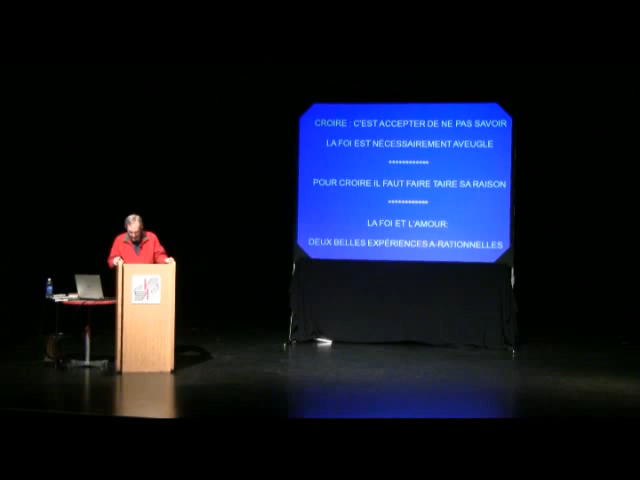 CROIRE : C'EST ACCEPTER DE NE PAS SAVOIR
LA FOI EST NÉCESSAIREMENT AVEUGLE
************
POUR CROIRE IL FAUT FAIRE TAIRE SA RAISON
************
LA FOI ET L'AMOUR:
DEUX BELLES EXPÉRIENCES A-RATIONNELLES